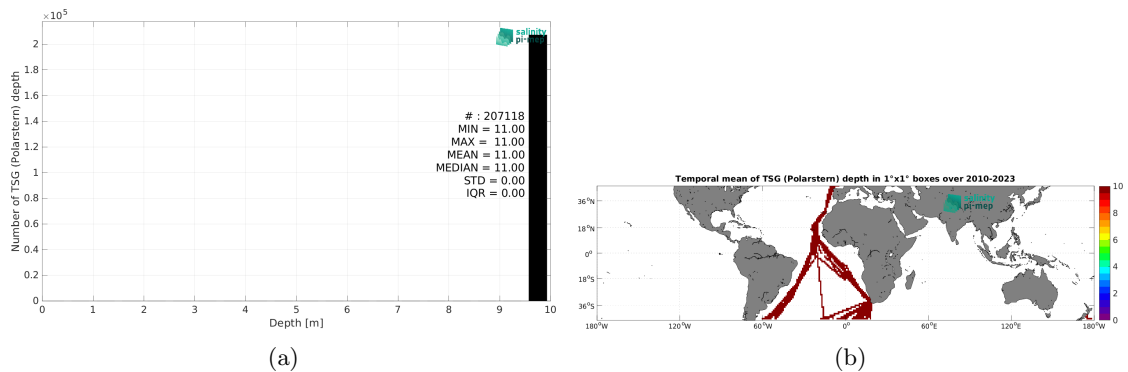 ×10⁵
2
1.8
1.6
1.4
1.2
1
0.8
0.6
0.4
0.2
0
Number of TSG (Polarstern) depth
salinity
pi-mep
# : 207118
MIN = 11.00
MAX = 11.00
MEAN = 11.00
MEDIAN = 11.00
STD = 0.00
IQR = 0.00
0 1 2 3 4 5 6 7 8 9 10
Depth [m]
(a)
Temporal mean of TSG (Polarstern) depth in 1°x1° boxes over 2010-2023
salinity
pi-mep
36°N
18°N
0°
18°S
36°S
180°W 120°W 60°W 0° 60°E 120°E 180°W
10
8
6
4
2
0
(b)